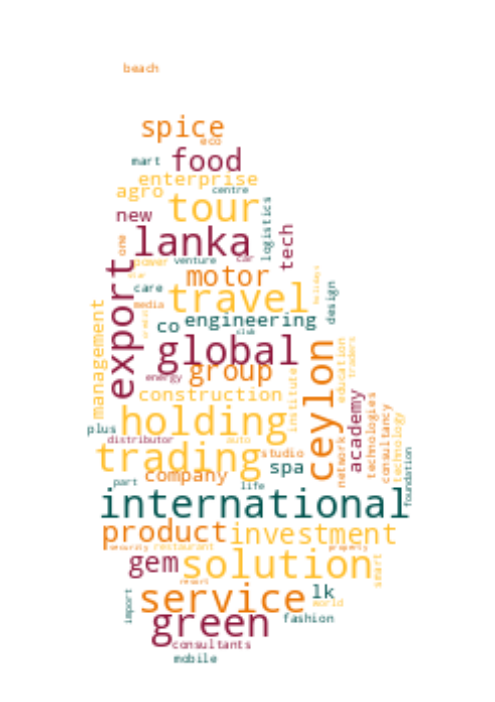 beach
spice
eco
mart
food
enterprise
agro
centre
tour
new
logistics
lanka
tech
one
power
venture
car
export
motor
care
travel
holidays
design
media
co
engineering
management
global
club
group
energy
ceylon
education
traders
institute
construction
academy
technologies
consultancy
technology
holding
plus
distributor
auto
network
trading
studio
spa
company
foundation
part
life
international
product
investment
security
restaurant
property
gem
solution
smart
resort
service
lk
import
world
green
fashion
consultants
mobile